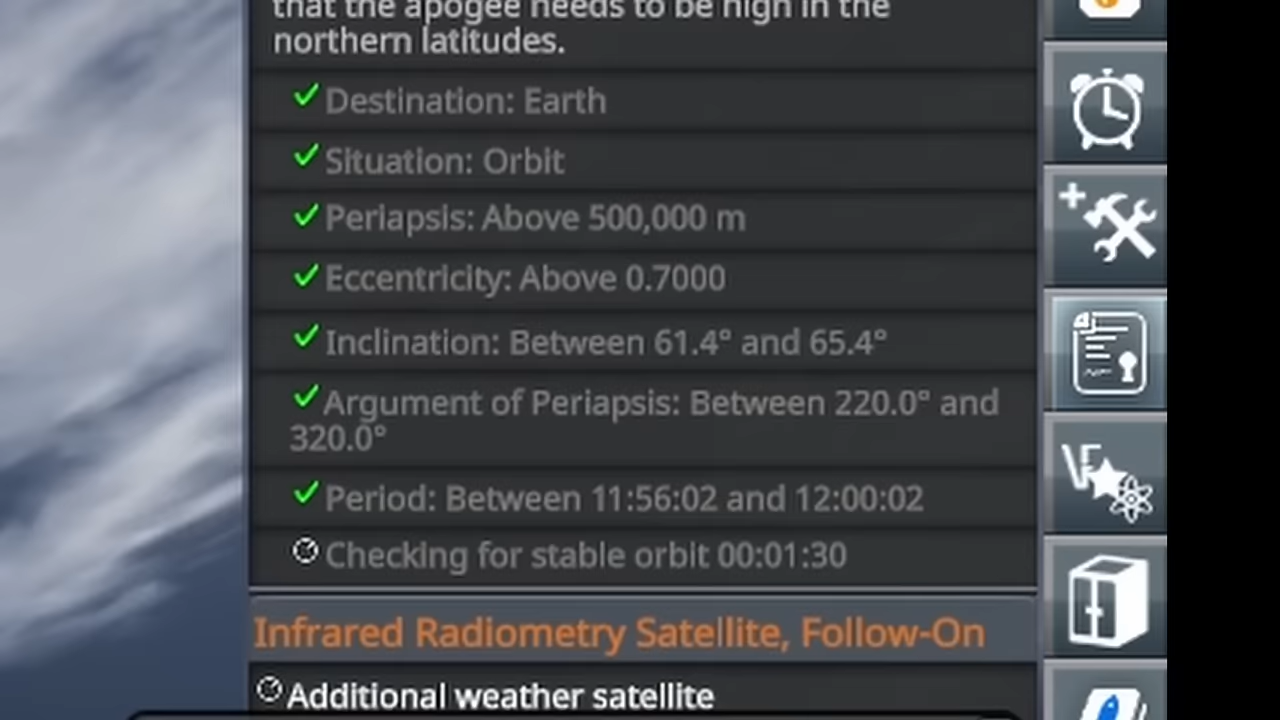 that the apogee needs to be high in the
northern latitudes.
Destination: Earth
Situation: Orbit
Periapsis: Above 500,000 m
Eccentricity: Above 0.7000
Inclination: Between 61.4° and 65.4°
Argument of Periapsis: Between 220.0° and
320.0°
Period: Between 11:56:02 and 12:00:02
Checking for stable orbit 00:01:30
Infrared Radiometry Satellite, Follow-On
Additional weather satellite